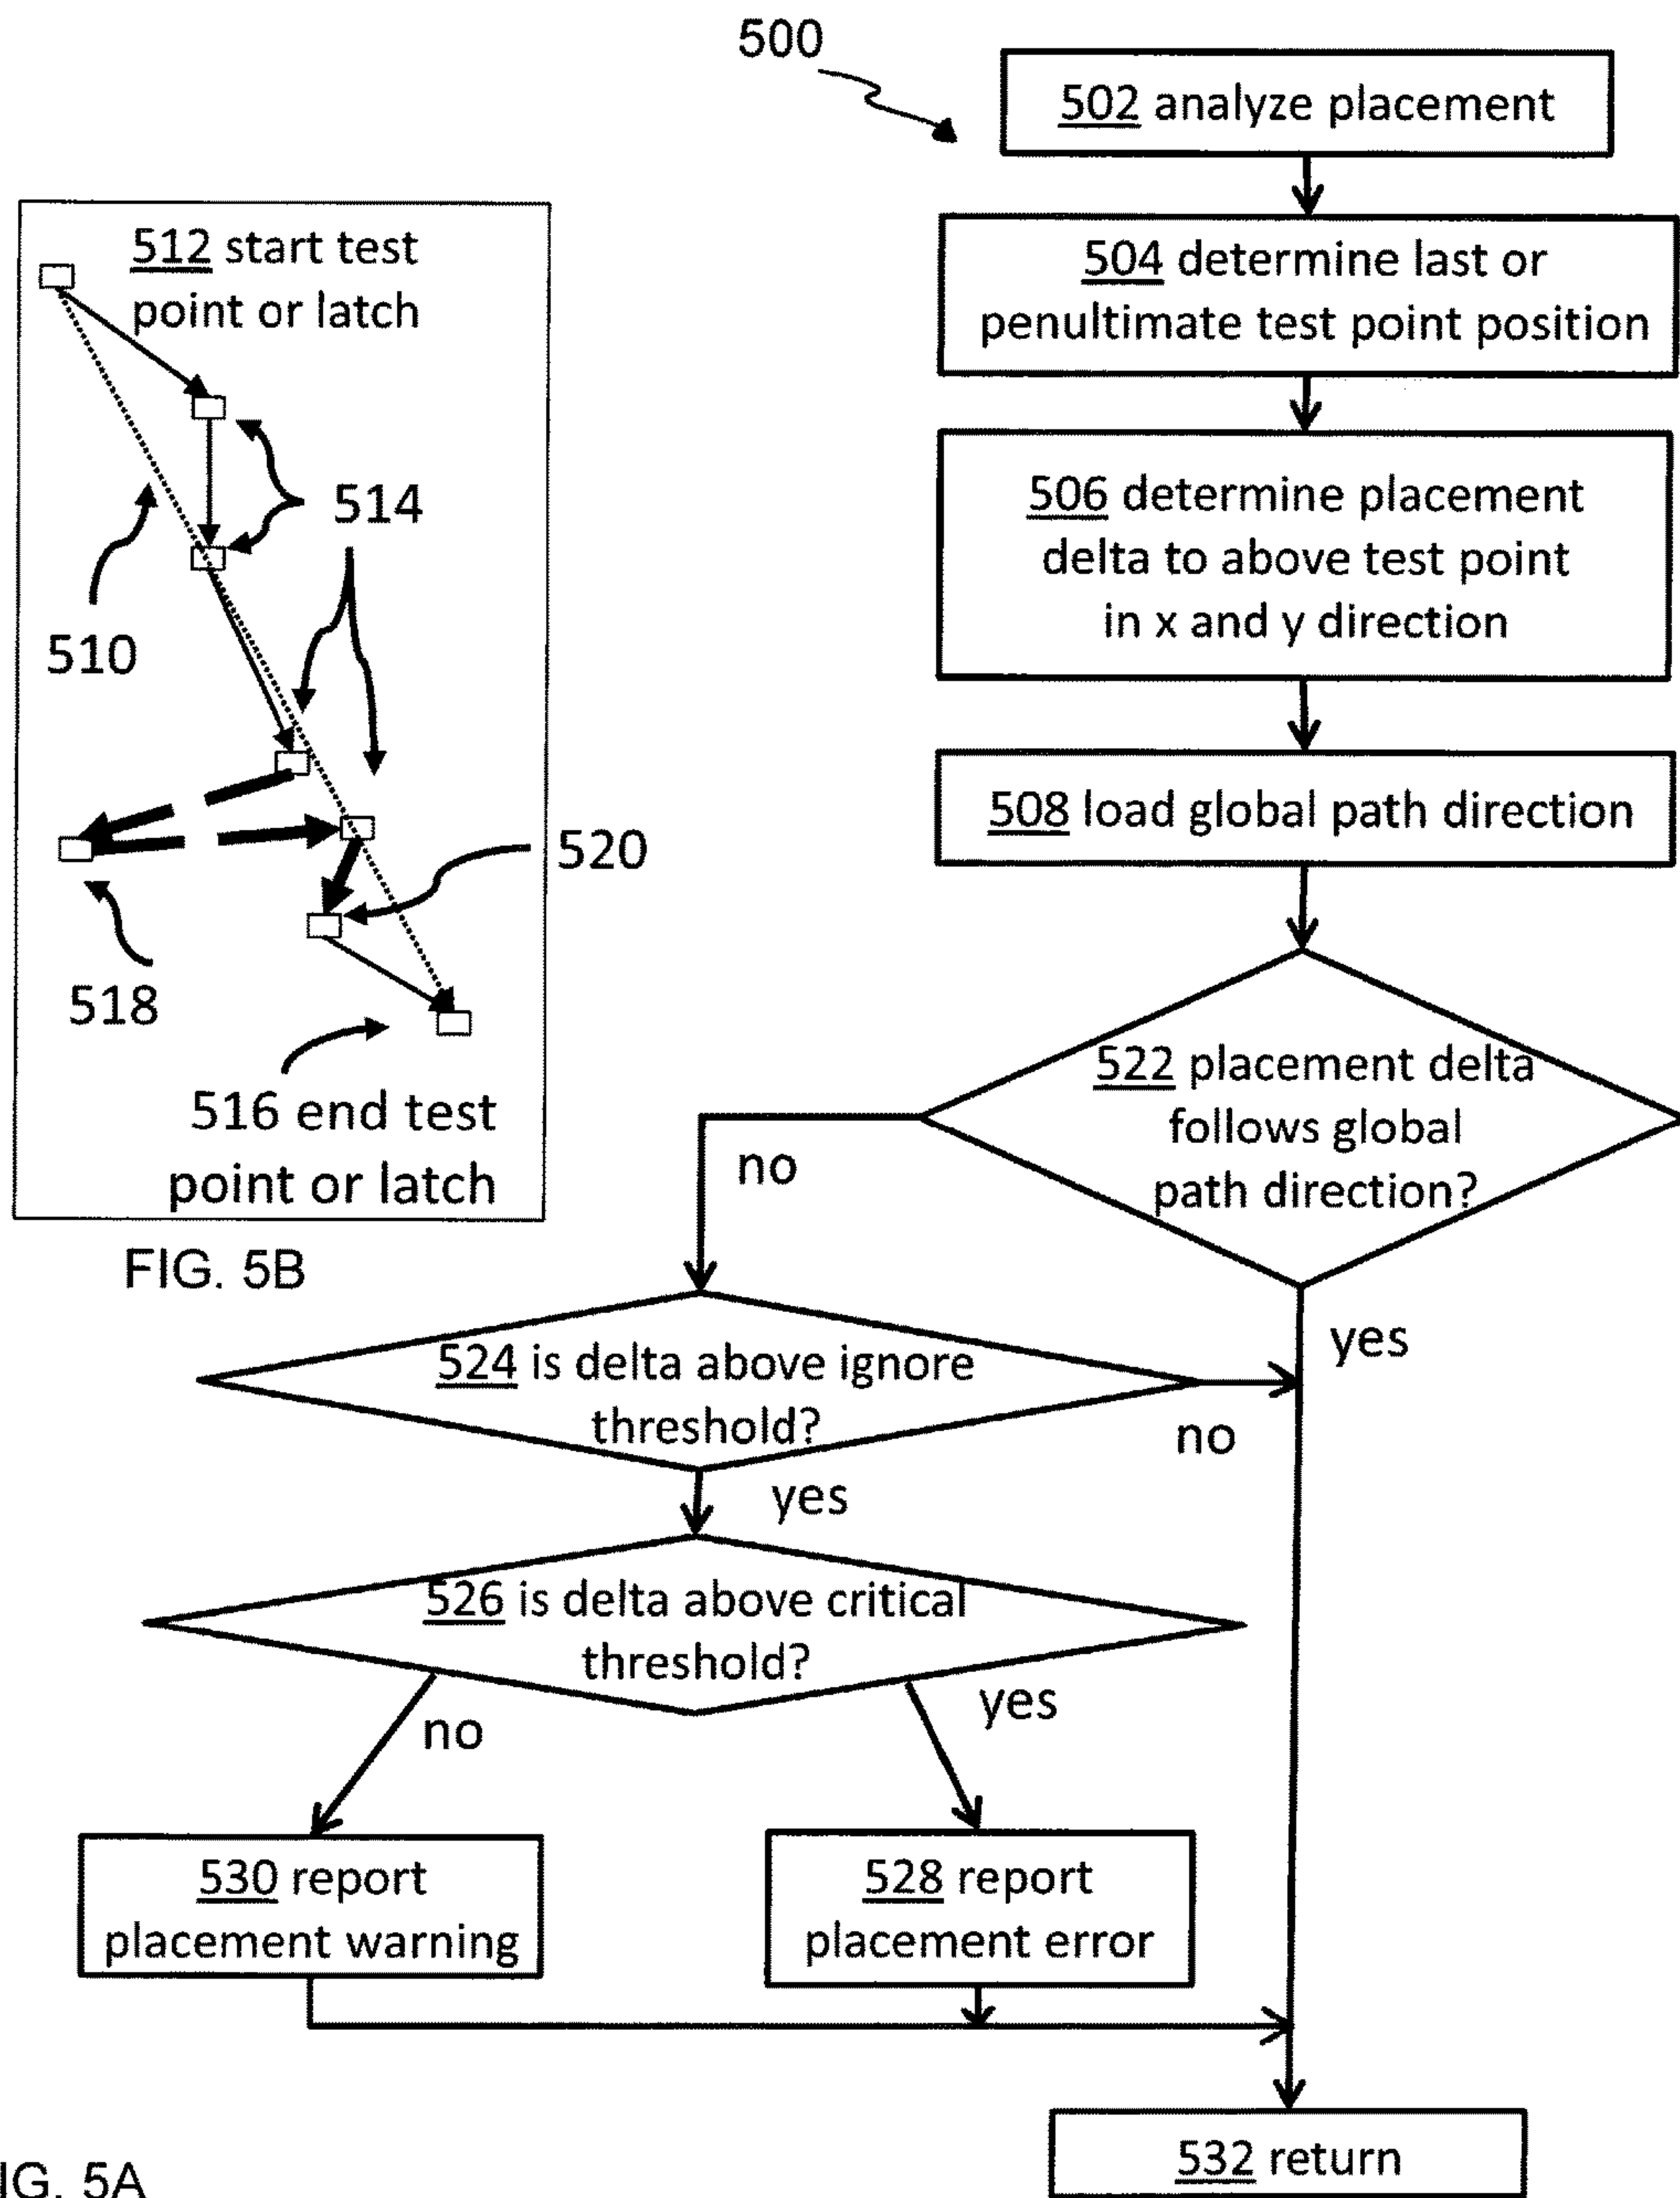 500
502 analyze placement
504 determine last or
penultimate test point position
506 determine placement
delta to above test point
in x and y direction
508 load global path direction
512 start test
point or latch
514
510
520
518
516 end test
point or latch
FIG. 5B
522 placement delta
follows global
path direction?
no
yes
524 is delta above ignore
threshold?
no
yes
526 is delta above critical
threshold?
no
yes
530 report
placement warning
528 report
placement error
532 return
IG. 5A